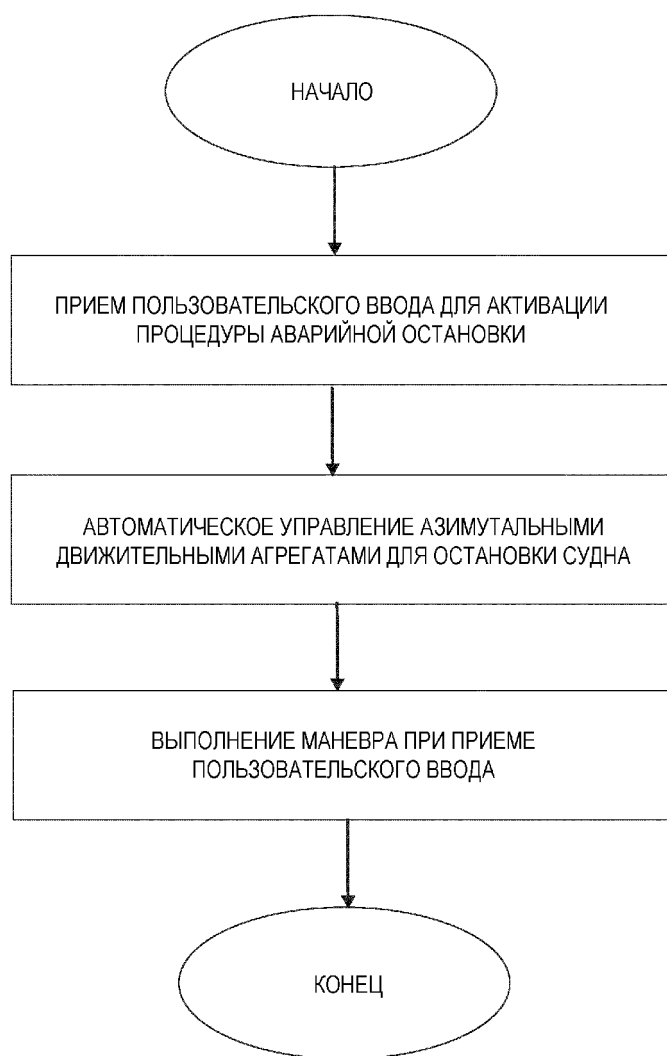 НАЧАЛО
ПРИЕМ ПОЛЬЗОВАТЕЛЬСКОГО ВВОДА ДЛЯ АКТИВАЦИИ
ПРОЦЕДУРЫ АВАРИЙНОЙ ОСТАНОВКИ
АВТОМАТИЧЕСКОЕ УПРАВЛЕНИЕ АЗИМУТАЛЬНЫМИ
ДВИЖИТЕЛЬНЫМИ АГРЕГАТАМИ ДЛЯ ОСТАНОВКИ СУДНА
ВЫПОЛНЕНИЕ МАНЕВРА ПРИ ПРИЕМЕ
ПОЛЬЗОВАТЕЛЬСКОГО ВВОДА
КОНЕЦ